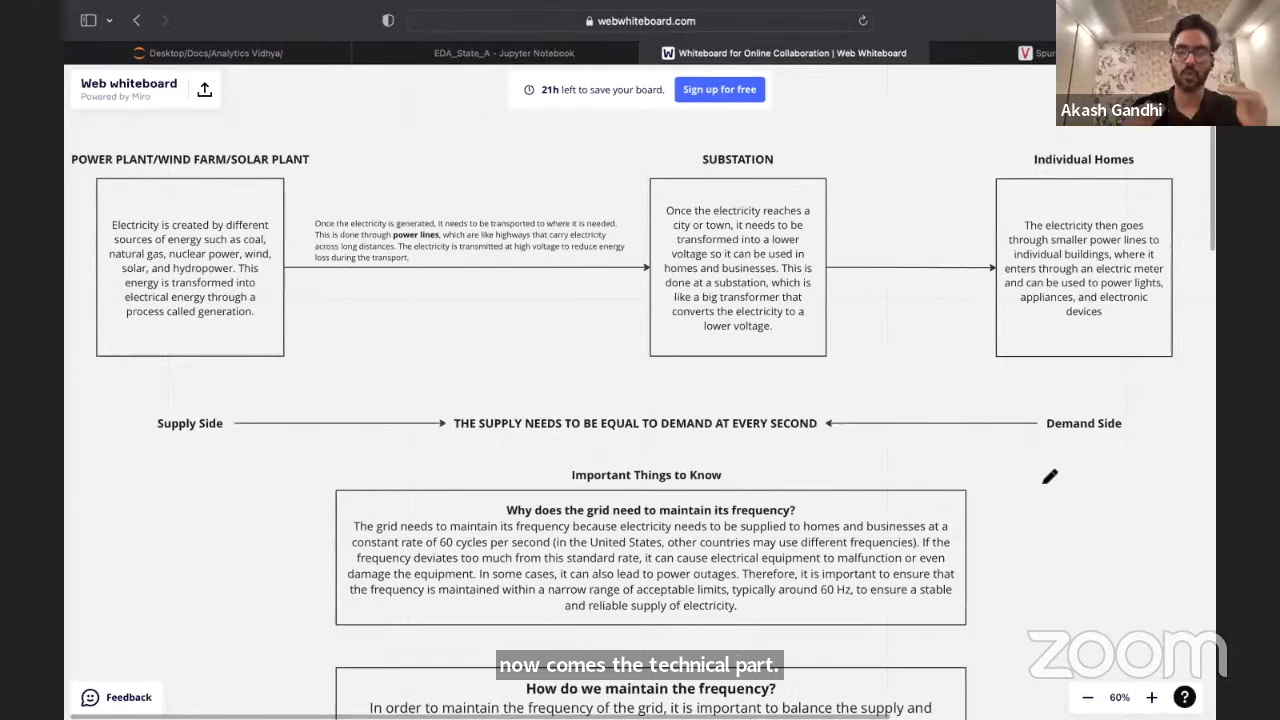 webwhiteboard.com
Desktop/Docs/Analytics Vidhya/
EDA_State_A - Jupyter Notebook
W
Whiteboard for Online Collaboration | Web Whiteboard
V
Spur
Akash Gandhi
Web whiteboard
Powered by Miro
21h left to save your board.
Sign up for free
POWER PLANT/WIND FARM/SOLAR PLANT
SUBSTATION
Individual Homes
Electricity is created by different
sources of energy such as coal,
natural gas, nuclear power, wind,
solar, and hydropower. This
energy is transformed into
electrical energy through a
process called generation.
Once the electricity is generated, it needs to be transported to where it is needed.
This is done through power lines, which are like highways that carry electricity
across long distances. The electricity is transmitted at high voltage to reduce energy
loss during the transport.
Once the electricity reaches a
city or town, it needs to be
transformed into a lower
voltage so it can be used in
homes and businesses. This is
done at a substation, which is
like a big transformer that
converts the electricity to a
lower voltage.
The electricity then goes
through smaller power lines to
individual buildings, where it
enters through an electric meter
and can be used to power lights,
appliances, and electronic
devices
Supply Side
THE SUPPLY NEEDS TO BE EQUAL TO DEMAND AT EVERY SECOND
Demand Side
Important Things to Know
Why does the grid need to maintain its frequency?
The grid needs to maintain its frequency because electricity needs to be supplied to homes and businesses at a
constant rate of 60 cycles per second (in the United States, other countries may use different frequencies). If the
frequency deviates too much from this standard rate, it can cause electrical equipment to malfunction or even
damage the equipment. In some cases, it can also lead to power outages. Therefore, it is important to ensure that
the frequency is maintained within a narrow range of acceptable limits, typically around 60 Hz, to ensure a stable
and reliable supply of electricity.
now comes the technical part.
How do we maintain the frequency?
In order to maintain the frequency of the grid, it is important to balance the supply and
zoom
Feedback
60%
?